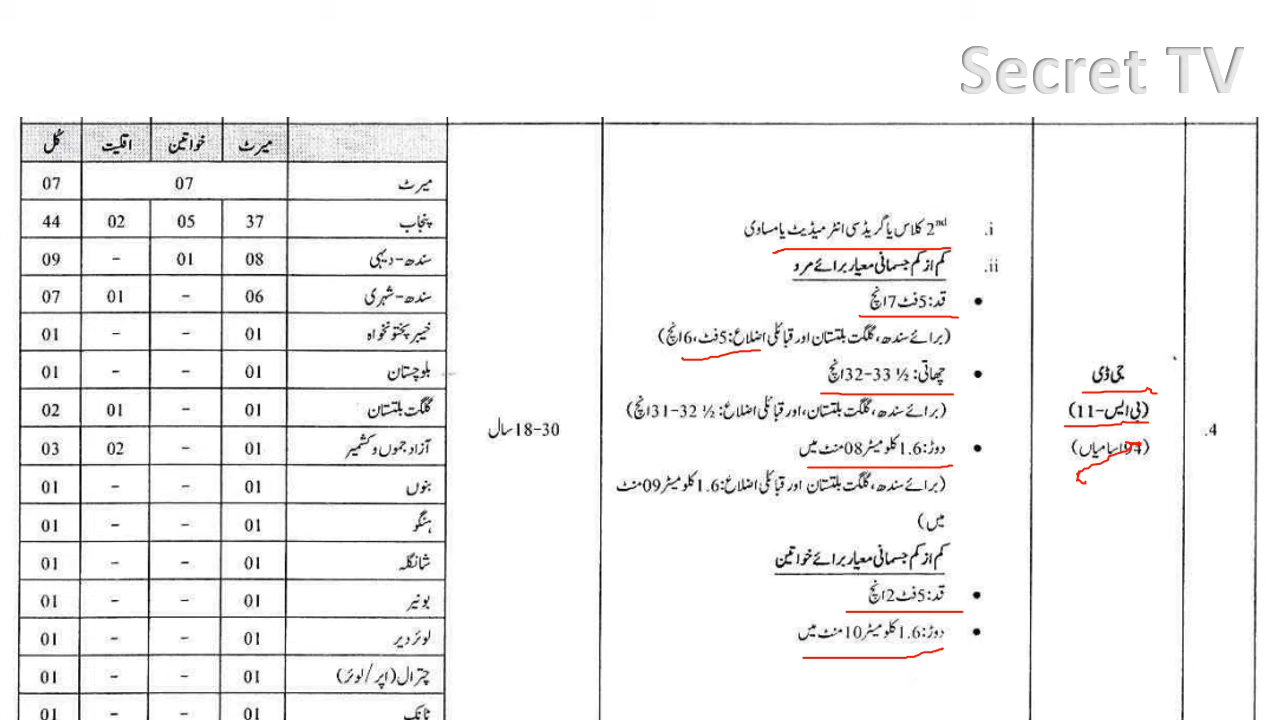 Secret TV
4.
جی ڈی
(بی ایس-11)
(94 اسامیاں)
i. 2nd کلاس یا گریڈ سی انٹر میڈیٹ یا مساوی
ii. کم از کم جسمانی معیار برائے مرد
• قد: 5 فٹ 7 انچ
(برائے سندھ، گلگت بلتستان اور قبائلی اضلاع: 5 فٹ، 6 انچ)
• چھاتی: ½ 33-32 انچ
(برائے سندھ، گلگت بلتستان، اور قبائلی اضلاع: ½ 32-31 انچ)
• دوڑ: 1.6 کلومیٹر 08 منٹ میں
(برائے سندھ، گلگت بلتستان اور قبائلی اضلاع: 1.6 کلومیٹر 09 منٹ
میں)
کم از کم جسمانی معیار برائے خواتین
• قد: 5 فٹ 2 انچ
• دوڑ: 1.6 کلومیٹر 10 منٹ میں
18-30 سال
میرٹ خواتین اقلیت کُل
میرٹ 07 07
پنجاب 37 05 02 44
سندھ-دیہی 08 01 - 09
سندھ-شہری 06 - 01 07
خیبر پختونخواہ 01 - - 01
بلوچستان 01 - - 01
گلگت بلتستان 01 - 01 02
آزاد جموں و کشمیر 01 - 02 03
بنوں 01 - - 01
ہنگو 01 - - 01
شانگلہ 01 - - 01
بونیر 01 - - 01
لوئر دیر 01 - - 01
چترال (اپر/لوئر) 01 - - 01
ٹانک 01 - - 01